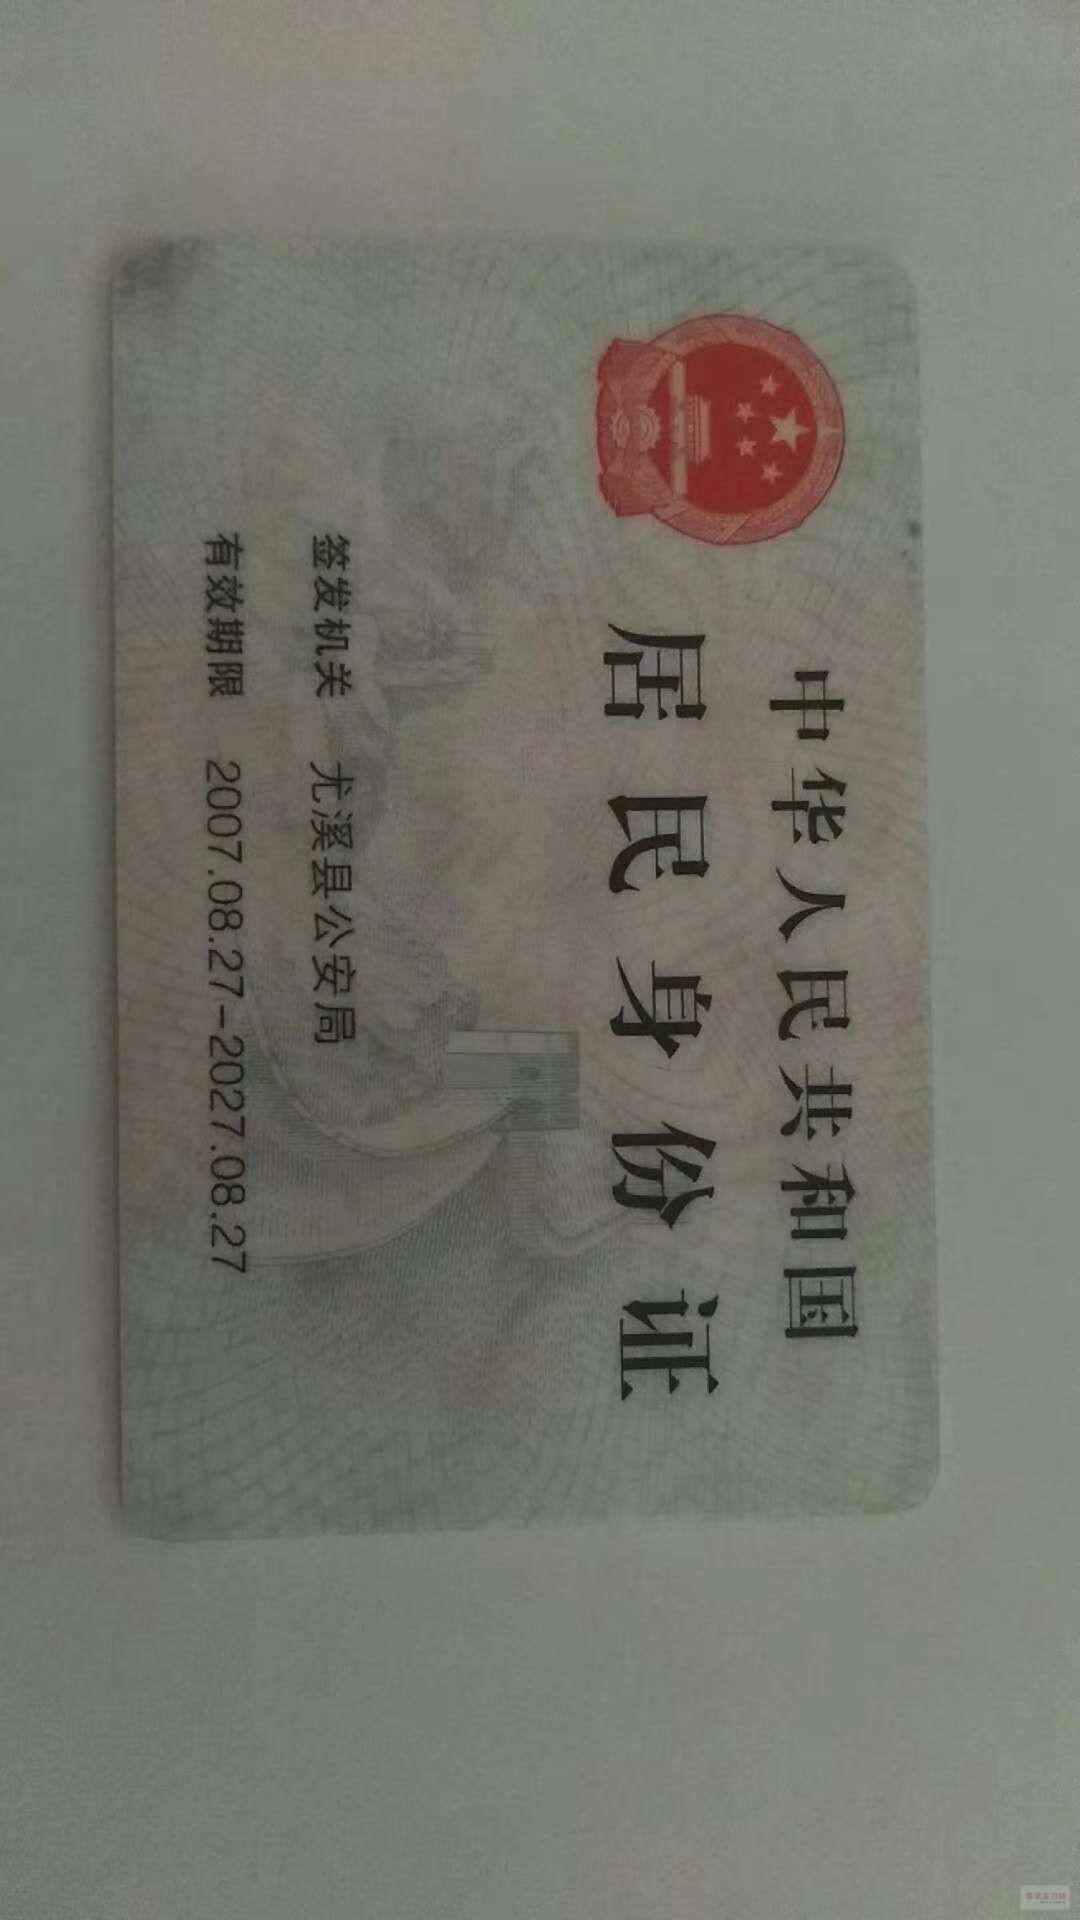 中华人民共和国
居民身份证
签发机关 尤溪县公安局
有效期限 2007.08.27-2027.08.27